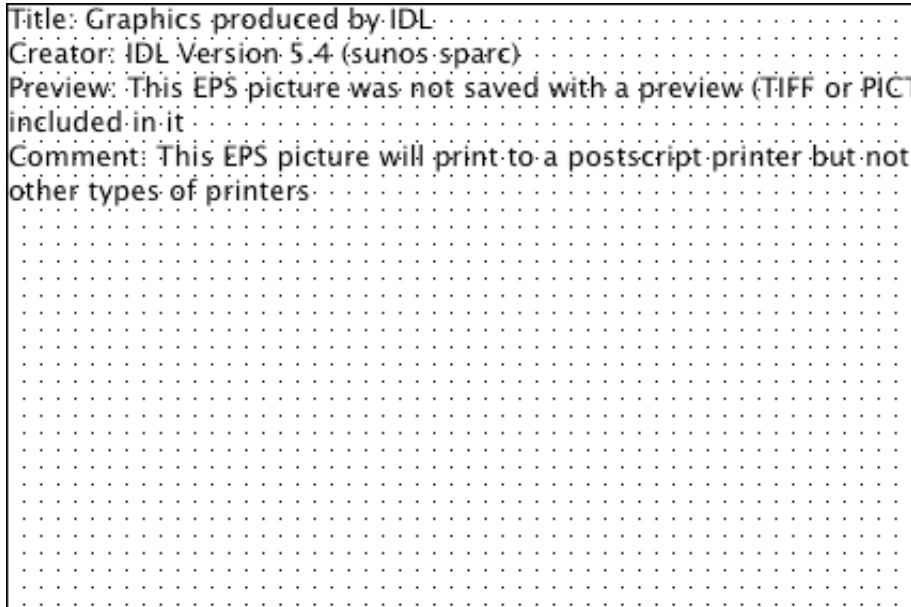 Title: Graphics produced by IDL
Creator: IDL Version 5.4 (sunos sparc)
Preview: This EPS picture was not saved with a preview (TIFF or PICT
included in it
Comment: This EPS picture will print to a postscript printer but not
other types of printers